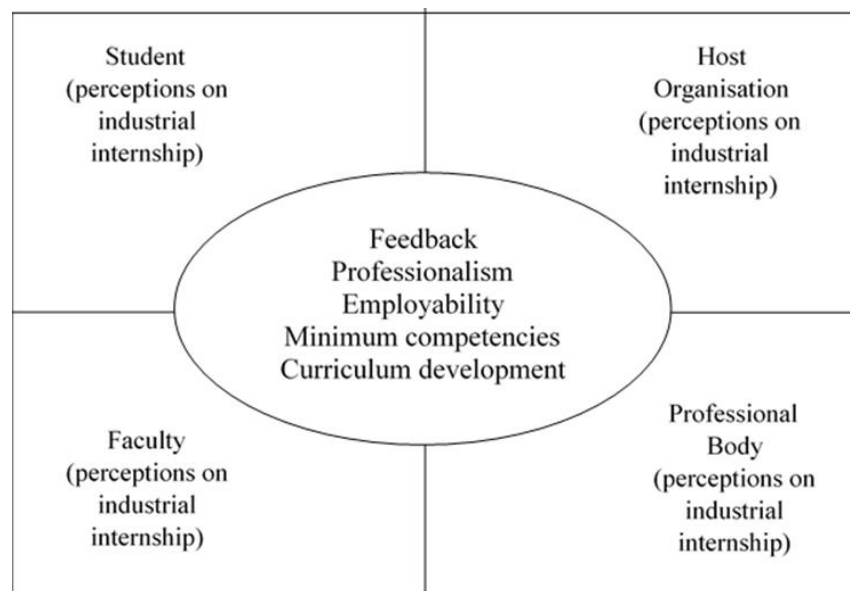 Student
(perceptions on
industrial
internship)
Host
Organisation
(perceptions on
industrial
internship)
Feedback
Professionalism
Employability
Minimum competencies
Curriculum development
Faculty
(perceptions on
industrial
internship)
Professional
Body
(perceptions on
industrial
internship)